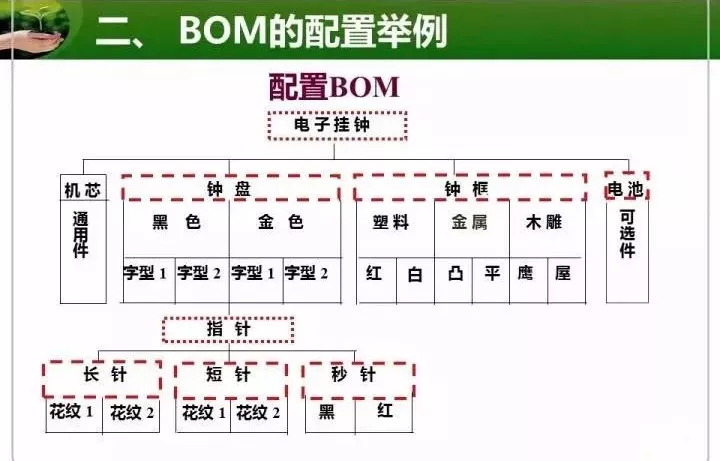 二、 BOM的配置举例
配置BOM
电子挂钟
机芯 钟盘 钟框 电池
通用件 黑色 金色 塑料 金属 木雕 可选件
字型1 字型2 字型1 字型2 红 白 凸 平 鹰 屋
指针
长针 短针 秒针
花纹1 花纹2 花纹1 花纹2 黑 红